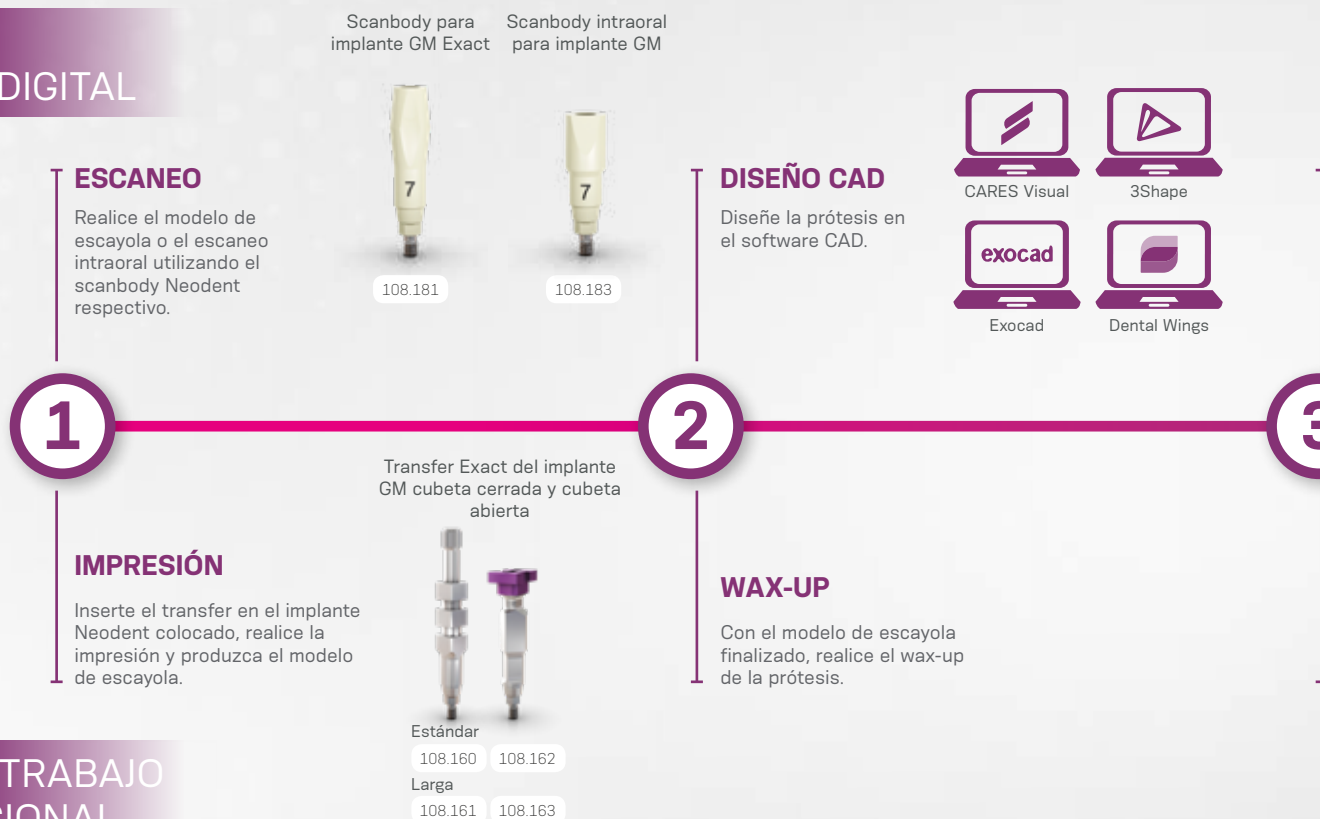 Scanbody para
implante GM Exact
Scanbody intraoral
para implante GM
DIGITAL
ESCANEO
Realice el modelo de
escayola o el escaneo
intraoral utilizando el
scanbody Neodent
respectivo.
7
7
108.181
108.183
DISEÑO CAD
Diseñe la prótesis en
el software CAD.
CARES Visual
3Shape
exocad
Exocad
Dental Wings
1
2
3
Transfer Exact del implante
GM cubeta cerrada y cubeta
abierta
IMPRESIÓN
Inserte el transfer en el implante
Neodent colocado, realice la
impresión y produzca el modelo
de escayola.
WAX-UP
Con el modelo de escayola
finalizado, realice el wax-up
de la prótesis.
Estándar
108.160 108.162
Larga
108.161 108.163
TRABAJO